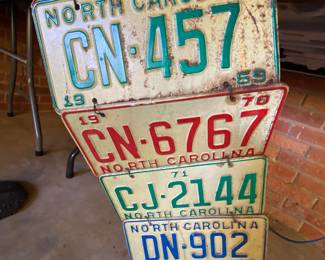 NORTH CAROLINA
CN·457
19 69
19 70
CN-6767
NORTH CAROLINA
71
CJ-2144
NORTH CAROLINA
NORTH CAROLINA
DN·902